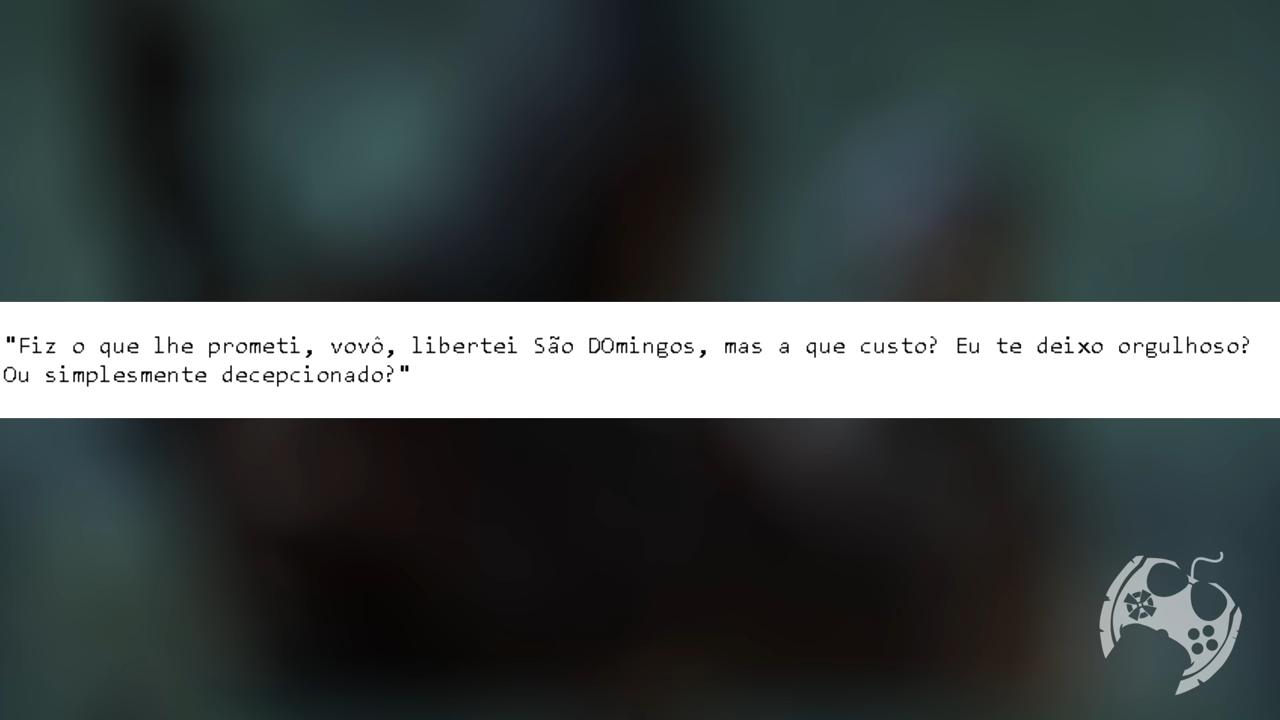 "Fiz o que lhe prometi, vovô, libertei São DOmingos, mas a que custo? Eu te deixo orgulhoso?
Ou simplesmente decepcionado?"